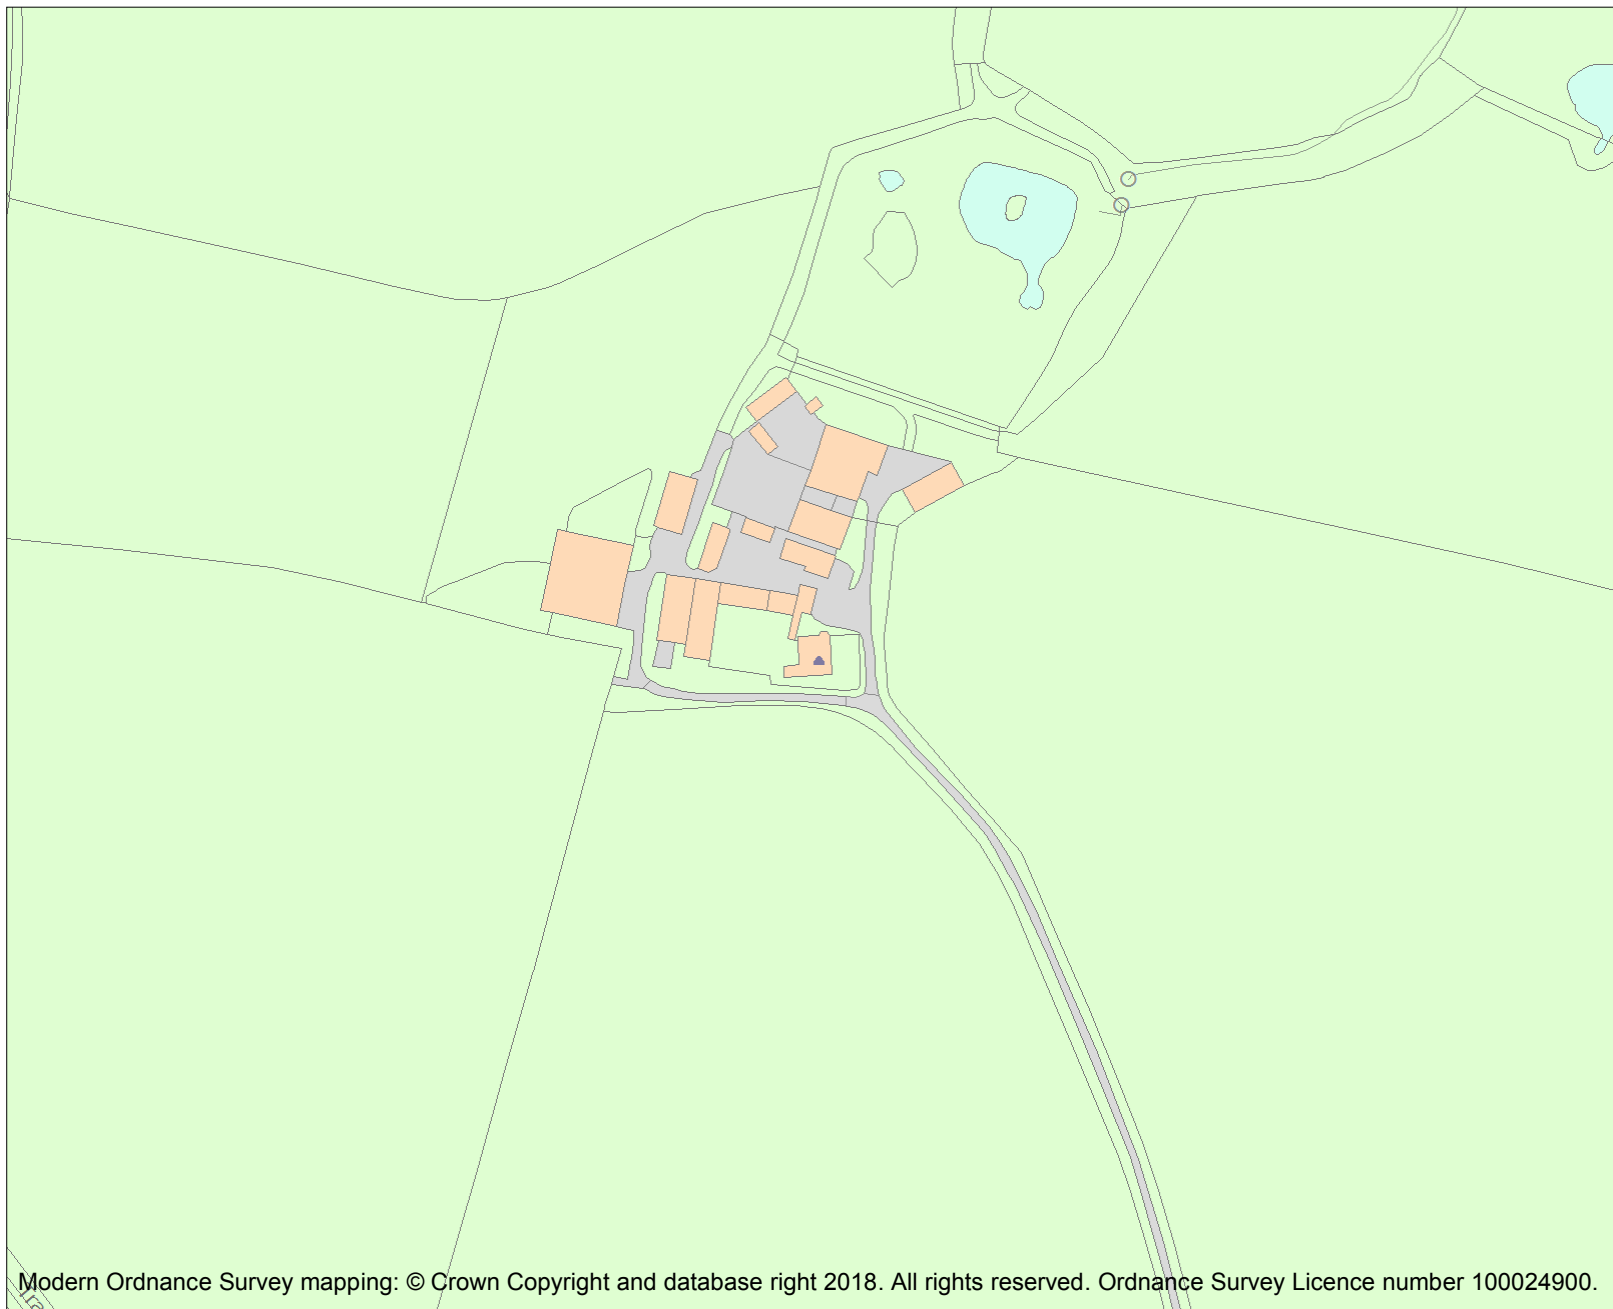 Modern Ordnance Survey mapping: © Crown Copyright and database right 2018. All rights reserved. Ordnance Survey Licence number 100024900.